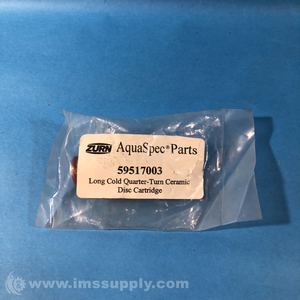 ZURN AquaSpec® Parts
59517003
Long Cold Quarter-Turn Ceramic
Disc Cartridge
© www.imssupply.com